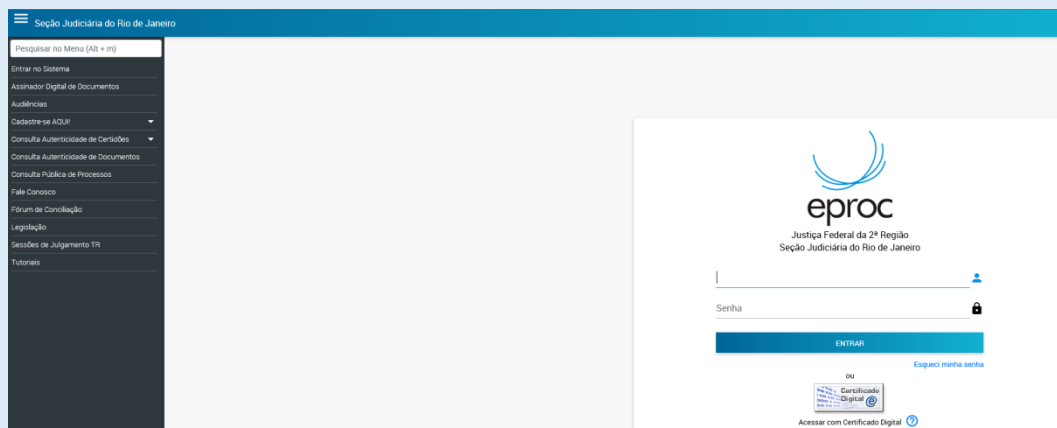 Seção Judiciária do Rio de Janeiro
Pesquisar no Menu (Alt + m)
Entrar no Sistema
Assinador Digital de Documentos
Audiências
Cadastre-se AQUI!
Consulta Autenticidade de Certidões
Consulta Autenticidade de Documentos
Consulta Pública de Processos
Fale Conosco
Fórum de Conciliação
Legislação
Sessões de Julgamento TR
Tutoriais
eproc
Justiça Federal da 2ª Região
Seção Judiciária do Rio de Janeiro
Senha
ENTRAR
Esqueci minha senha
ou
Certificado
Digital
Acessar com Certificado Digital ?